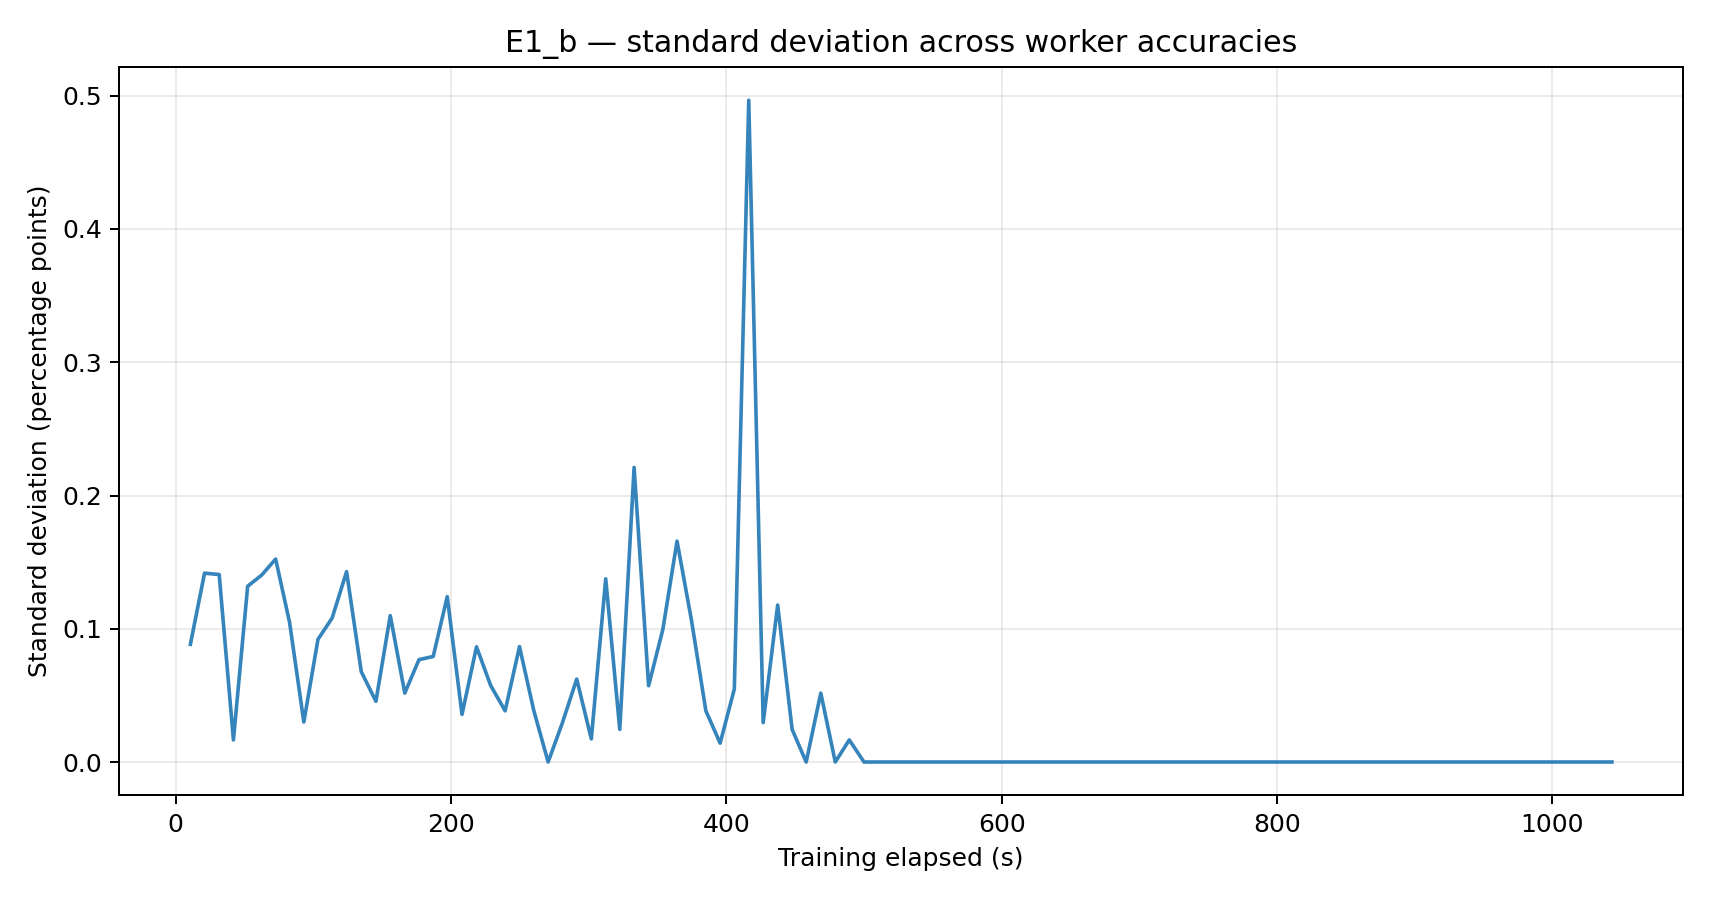 E1_b — standard deviation across worker accuracies
Standard deviation (percentage points)
0.5
0.4
0.3
0.2
0.1
0.0
0 200 400 600 800 1000
Training elapsed (s)